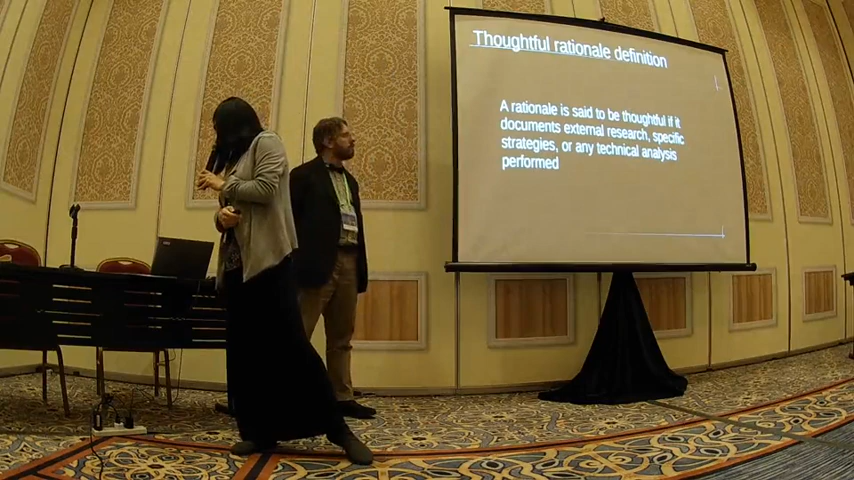 Thoughtful rationale definition
A rationale is said to be thoughtful if it
documents external research, specific
strategies, or any technical analysis
performed